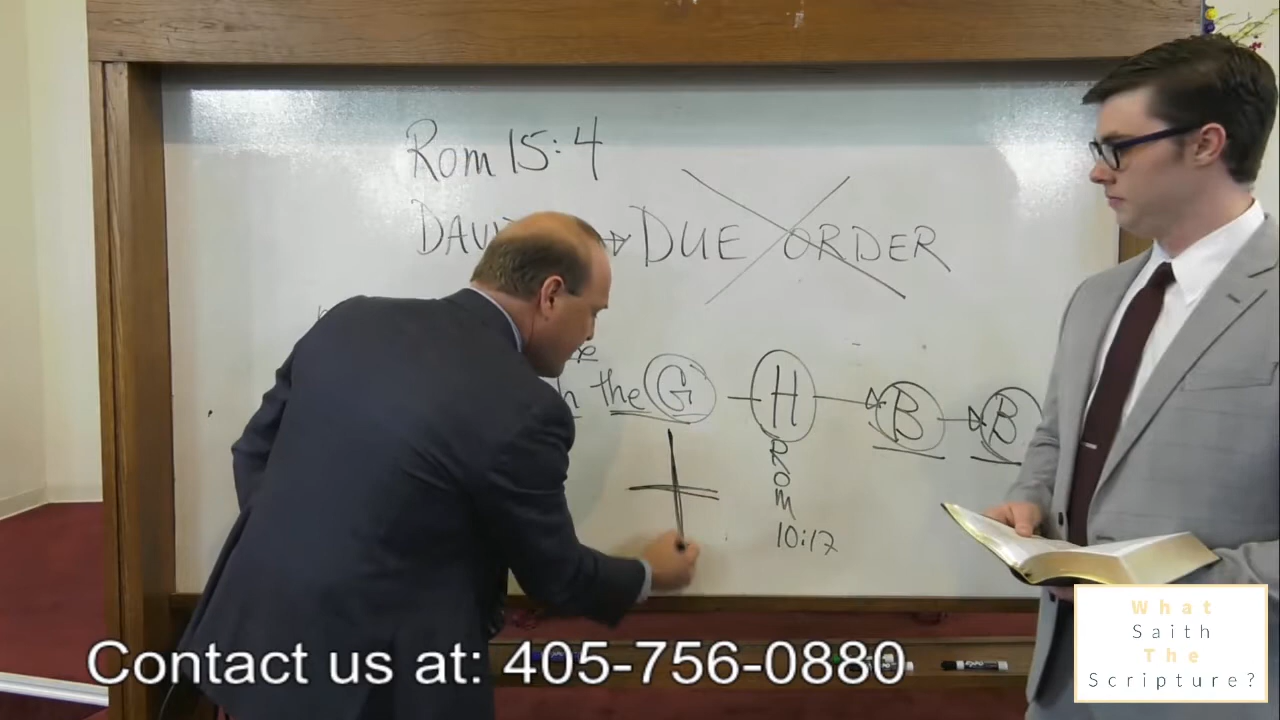 Rom 15:4
DUE ORDER
the G H B B
Rom
10:17
Contact us at: 405-756-0880
What
Saith
The
Scripture?